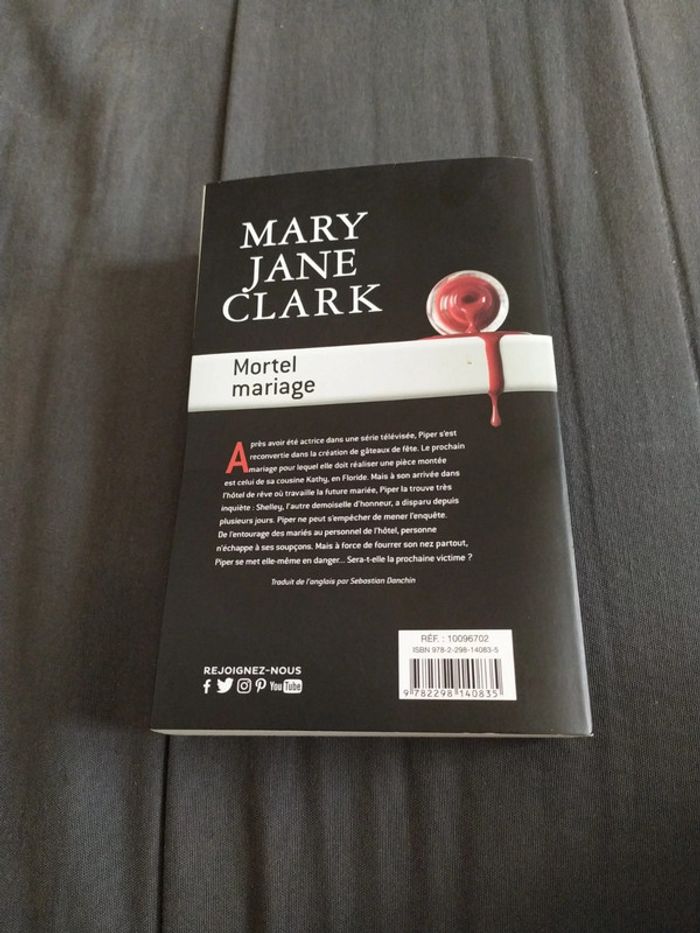 MARY
JANE
CLARK
Mortel
mariage
Après avoir été actrice dans une série télévisée, Piper s'est
reconvertie dans la création de gâteaux de fête. Le prochain
mariage pour lequel elle doit réaliser une pièce montée
est celui de sa cousine Kathy, en Floride. Mais à son arrivée dans
l'hôtel de rêve où travaille la future mariée, Piper la trouve très
inquiète : Shelley, l'autre demoiselle d'honneur, a disparu depuis
plusieurs jours. Piper ne peut s'empêcher de mener l'enquête.
De l'entourage des mariés au personnel de l'hôtel, personne
n'échappe à ses soupçons. Mais à force de fourrer son nez partout,
Piper se met elle-même en danger... Sera-t-elle la prochaine victime ?
Traduit de l'anglais par Sebastian Danchin
RÉF. : 10096702
ISBN 978-2-298-14083-5
9 782298 140835
REJOIGNEZ-NOUS
YouTube